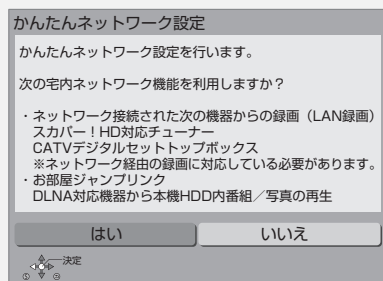 かんたんネットワーク設定
かんたんネットワーク設定を行います。
次の宅内ネットワーク機能を利用しますか？
・ネットワーク接続された次の機器からの録画（LAN録画）
スカパー！HD対応チューナー
CATVデジタルセットトップボックス
※ネットワーク経由の録画に対応している必要があります。
・お部屋ジャンプリンク
DLNA対応機器から本機HDD内番組／写真の再生
はい
いいえ
決定